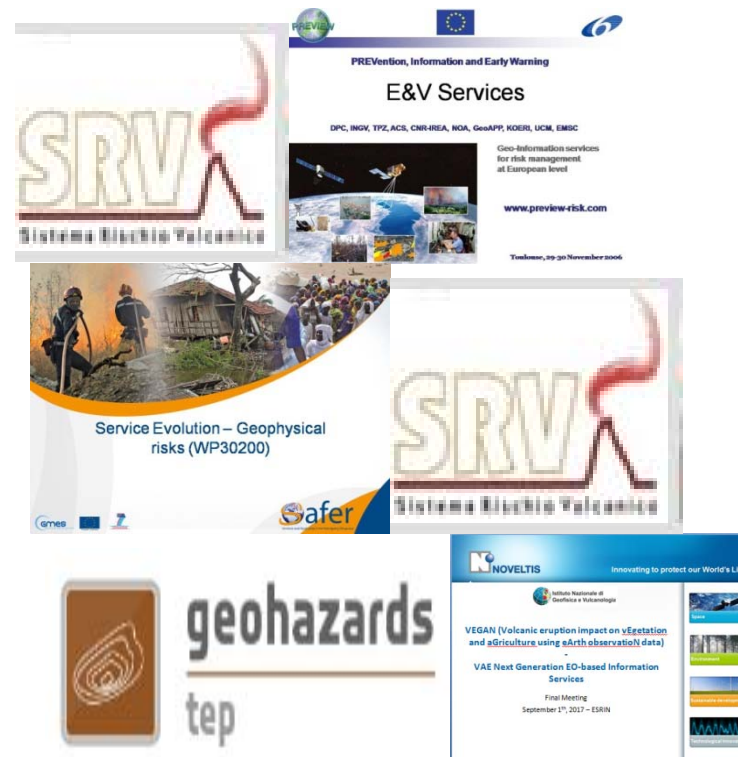 SRV
Sistema Rischio Vulcanico
PREVIEW
6
PREVention, Information and Early Warning
E&V Services
DPC, INGV, TPZ, ACS, CNR-IREA, NOA, GeoAPP, KOERI, UCM, EMSC
Geo-Information services
for risk management
at European level
www.preview-risk.com
Toulouse, 29-30 November 2006
Service Evolution – Geophysical
risks (WP30200)
Gmes
7
Safer
SRV
Sistema Rischio Vulcanico
geohazards
tep
NOVELTIS
Innovating to protect our World's Li
Istituto Nazionale di
Geofisica e Vulcanologia
VEGAN (Volcanic eruption impact on vEgetation
and aGriculture using eArth observatioN data)
-
VAE Next Generation EO-based Information
Services
Final Meeting
September 1st, 2017 – ESRIN
Space
Environment